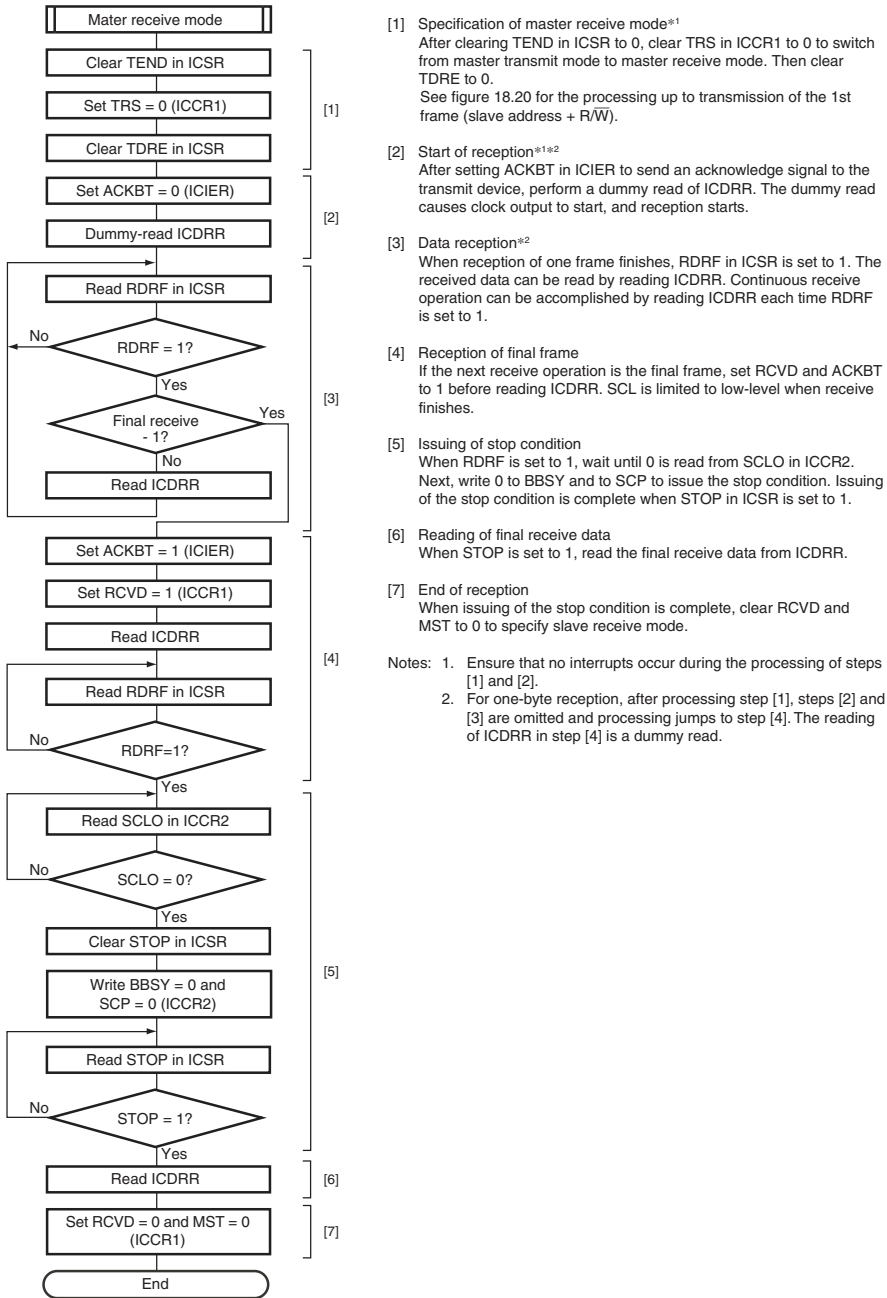 Mater receive mode
Clear TEND in ICSR
Set TRS = 0 (ICCR1)
Clear TDRE in ICSR
[1]
Set ACKBT = 0 (ICIER)
Dummy-read ICDRR
[2]
Read RDRF in ICSR
No
RDRF = 1?
Yes
Final receive
- 1?
Yes
No
Read ICDRR
[3]
Set ACKBT = 1 (ICIER)
Set RCVD = 1 (ICCR1)
Read ICDRR
Read RDRF in ICSR
No
RDRF=1?
Yes
[4]
Read SCLO in ICCR2
No
SCLO = 0?
Yes
Clear STOP in ICSR
Write BBSY = 0 and
SCP = 0 (ICCR2)
Read STOP in ICSR
No
STOP = 1?
Yes
[5]
Read ICDRR
[6]
Set RCVD = 0 and MST = 0
(ICCR1)
[7]
End
[1] Specification of master receive mode*1
After clearing TEND in ICSR to 0, clear TRS in ICCR1 to 0 to switch
from master transmit mode to master receive mode. Then clear
TDRE to 0.
See figure 18.20 for the processing up to transmission of the 1st
frame (slave address + R/W̅).
[2] Start of reception*1*2
After setting ACKBT in ICIER to send an acknowledge signal to the
transmit device, perform a dummy read of ICDRR. The dummy read
causes clock output to start, and reception starts.
[3] Data reception*2
When reception of one frame finishes, RDRF in ICSR is set to 1. The
received data can be read by reading ICDRR. Continuous receive
operation can be accomplished by reading ICDRR each time RDRF
is set to 1.
[4] Reception of final frame
If the next receive operation is the final frame, set RCVD and ACKBT
to 1 before reading ICDRR. SCL is limited to low-level when receive
finishes.
[5] Issuing of stop condition
When RDRF is set to 1, wait until 0 is read from SCLO in ICCR2.
Next, write 0 to BBSY and to SCP to issue the stop condition. Issuing
of the stop condition is complete when STOP in ICSR is set to 1.
[6] Reading of final receive data
When STOP is set to 1, read the final receive data from ICDRR.
[7] End of reception
When issuing of the stop condition is complete, clear RCVD and
MST to 0 to specify slave receive mode.
Notes: 1. Ensure that no interrupts occur during the processing of steps
[1] and [2].
2. For one-byte reception, after processing step [1], steps [2] and
[3] are omitted and processing jumps to step [4]. The reading
of ICDRR in step [4] is a dummy read.